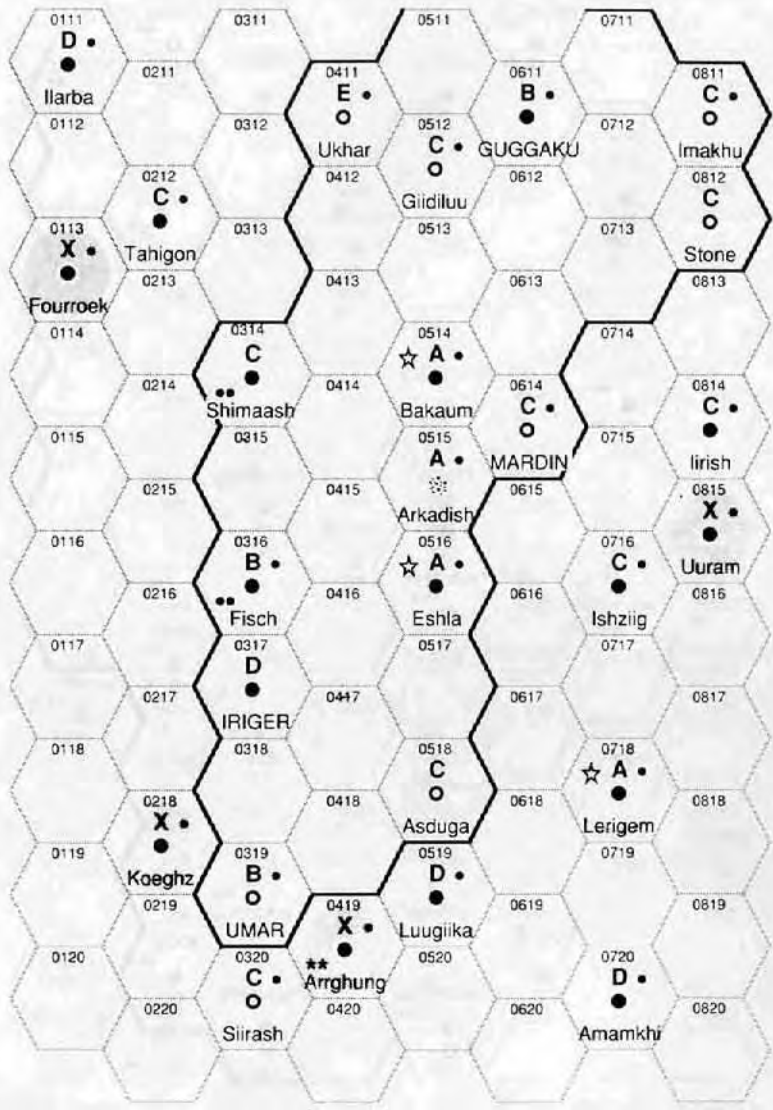 0111 0311 0511 0711
D
0211 0411 0611 0811
Ilarba E B C
0112 0312 0512 0712
C
Ukhar GUGGAKU Imakhu
0212 0412 0612 0812
C Giidiluu C
0113 0313 0513 0713
X Tahigon Stone
0213 0413 0613 0813
Fourroek
0114 0314 0514 0714
C A
0214 0414 0614 0814
Shimaash Bakaum C C
0115 0315 0515 0715
A MARDIN Iirish
0215 0415 0615 0815
Arkadish X
0116 0316 0516 0716
B A C Uuram
0216 0416 0616 0816
Fisch Eshla Ishziig
0117 0317 0517 0717
D
0217 0417 0617 0817
IRIGER
0118 0318 0518 0718
C A
0218 0418 0618 0818
X Asduga Lerigem
0119 0319 0519 0719
Koeghz B D
0219 0419 0619 0819
UMAR X Luugiika
0120 0320 0520 0720
C Arrghung D
0220 0420 0620 0820
Siirash Amamkhi